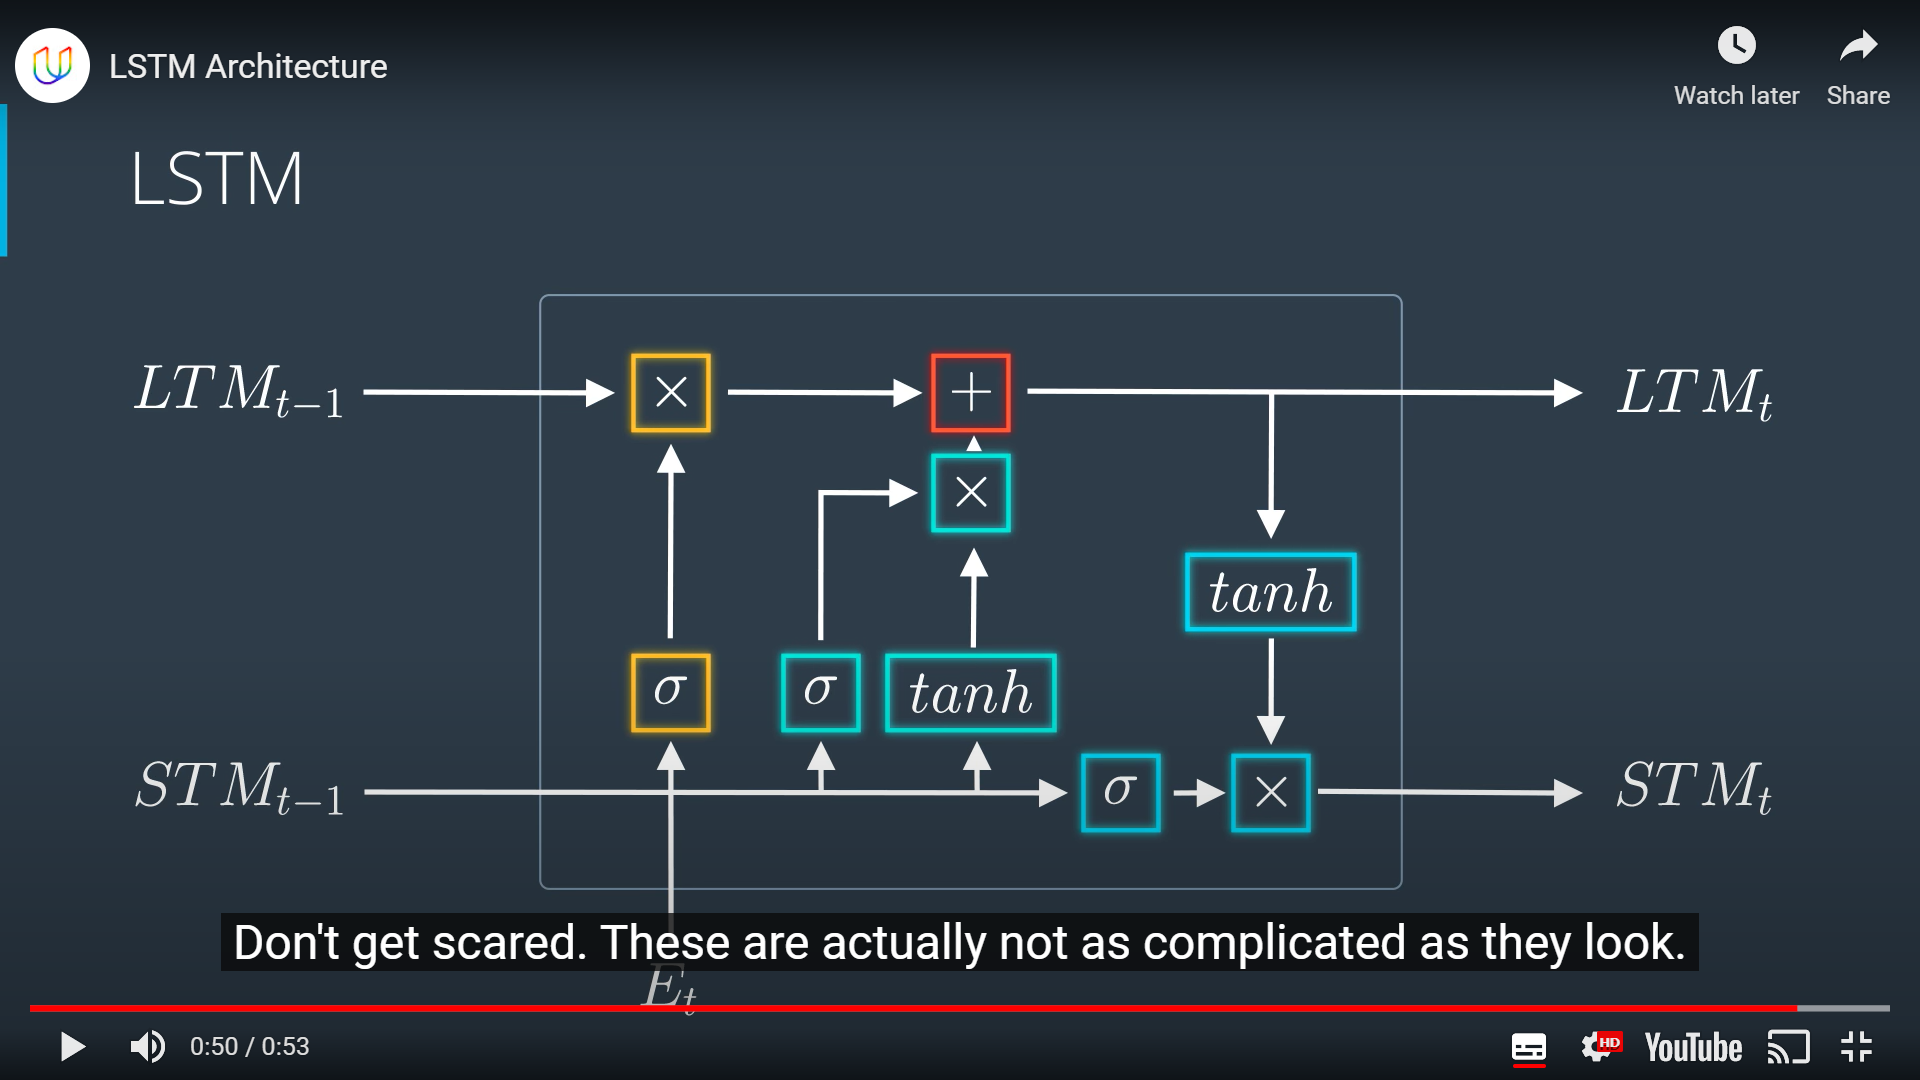 LSTM Architecture
Watch later
Share
LSTM
LTM_{t-1}
×
+
LTM_t
×
tanh
σ
σ
tanh
STM_{t-1}
σ
×
STM_t
Don't get scared. These are actually not as complicated as they look.
E_t
0:50 / 0:53
HD
YouTube